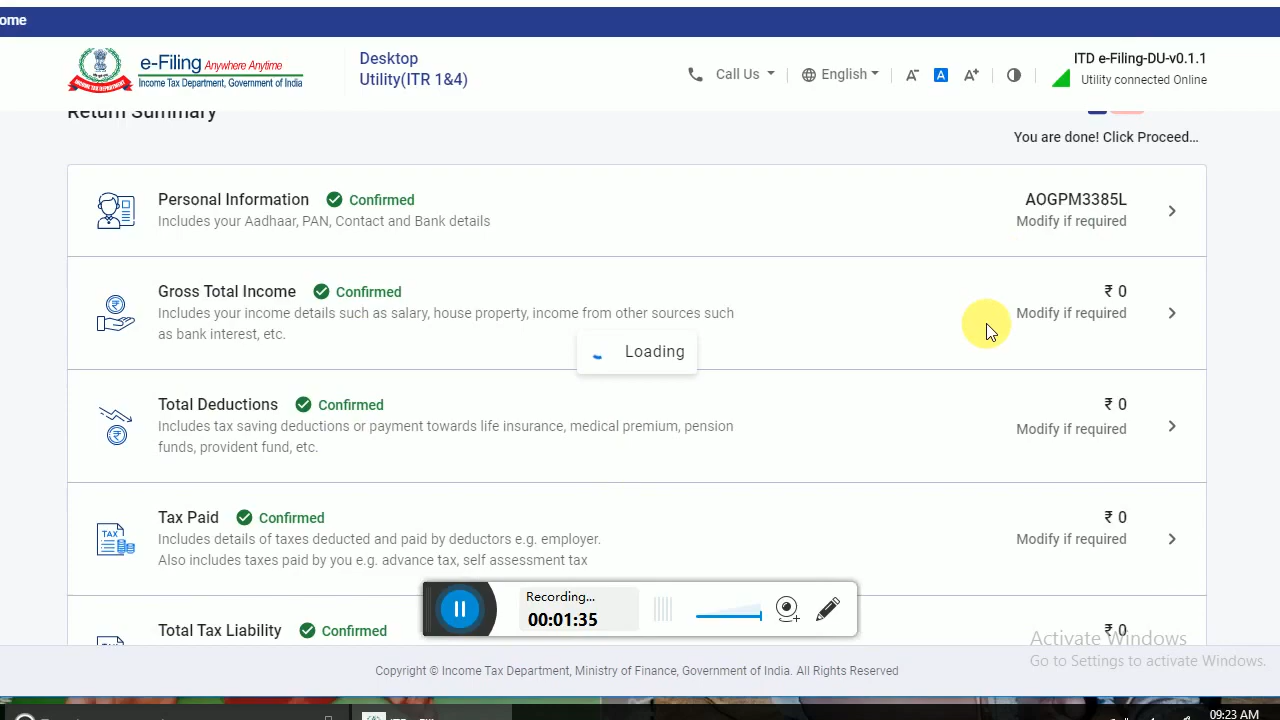 ome
e-Filing Anywhere Anytime
Income Tax Department, Government of India
Desktop
Utility(ITR 1&4)
Call Us
English
A-
A
A+
ITD e-Filing-DU-v0.1.1
Utility connected Online
Return Summary
You are done! Click Proceed...
Personal Information Confirmed
Includes your Aadhaar, PAN, Contact and Bank details
AOGPM3385L
Modify if required
Gross Total Income Confirmed
Includes your income details such as salary, house property, income from other sources such
as bank interest, etc.
₹ 0
Modify if required
Loading
Total Deductions Confirmed
Includes tax saving deductions or payment towards life insurance, medical premium, pension
funds, provident fund, etc.
₹ 0
Modify if required
Tax Paid Confirmed
TAX
Includes details of taxes deducted and paid by deductors e.g. employer.
Also includes taxes paid by you e.g. advance tax, self assessment tax
₹ 0
Modify if required
Recording...
00:01:35
Total Tax Liability Confirmed
₹ 0
Activate Windows
Go to Settings to activate Windows.
Copyright © Income Tax Department, Ministry of Finance, Government of India. All Rights Reserved
09:23 AM